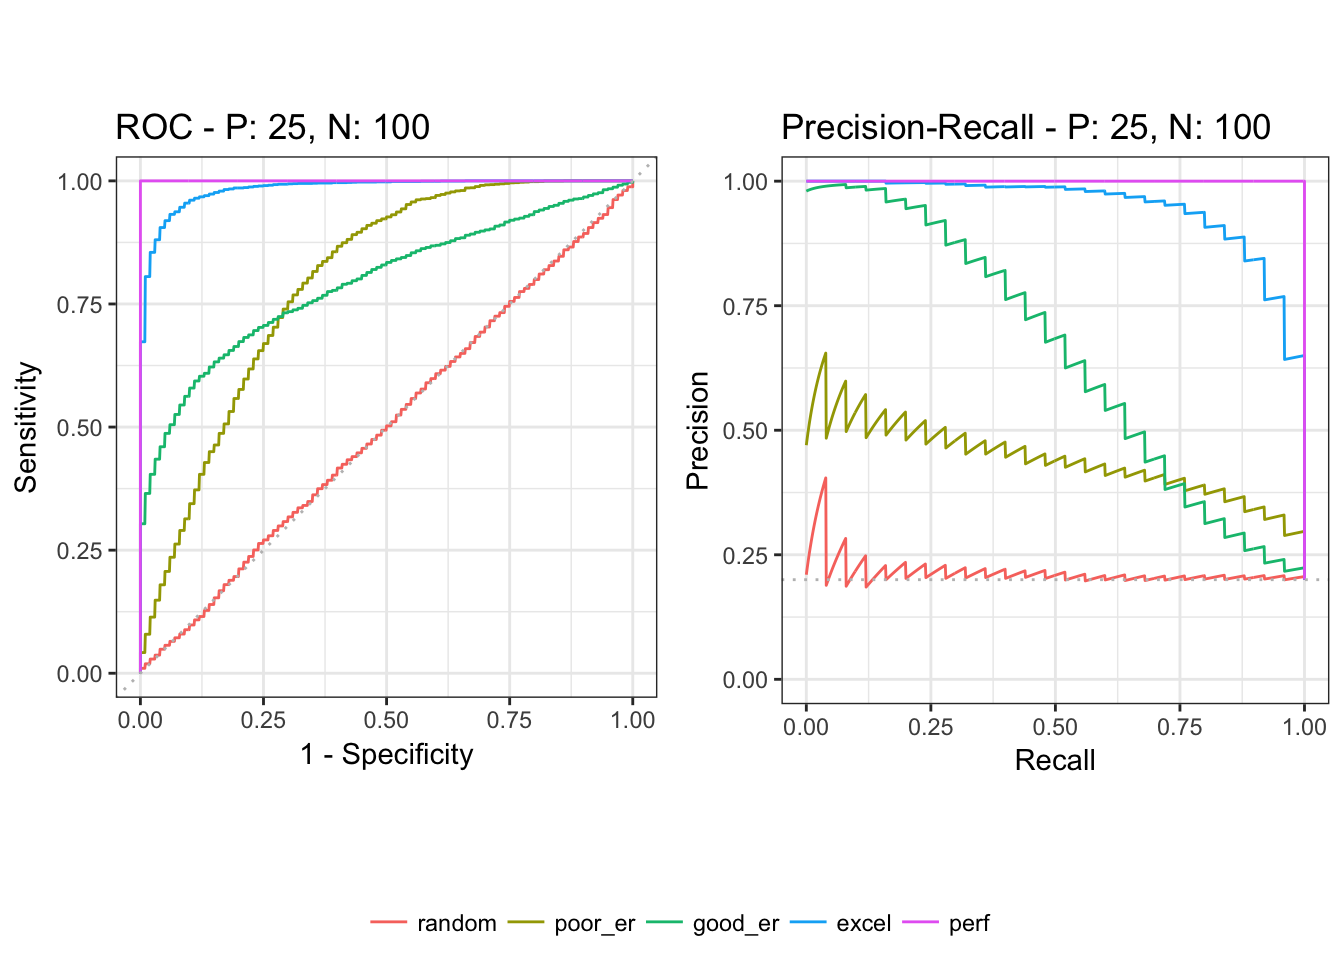 ROC - P: 25, N: 100
1.00
0.75
0.50
0.25
0.00
Sensitivity
0.00 0.25 0.50 0.75 1.00
1 - Specificity
Precision-Recall - P: 25, N: 100
1.00
0.75
0.50
0.25
0.00
Precision
0.00 0.25 0.50 0.75 1.00
Recall
random poor_er good_er excel perf